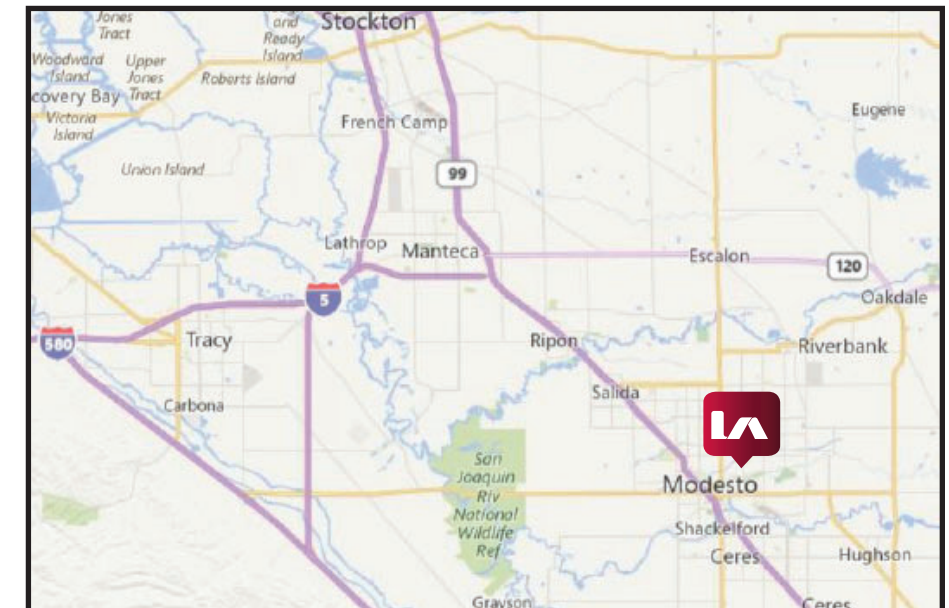 Jones
Tract
and
Ready
Island
Stockton
Woodward
Island
Upper
Jones
Tract
Roberts Island
covery Bay
Victoria
Island
French Camp
Eugene
Union Island
99
Lathrop
Manteca
Escalon
120
5
Oakdale
580
Tracy
Ripon
Riverbank
Carbona
Salida
LA
San
Joaquin
Riv
National
Wildlife
Ref
Modesto
Shackelford
Ceres
Hughson
Grayson
Ceres